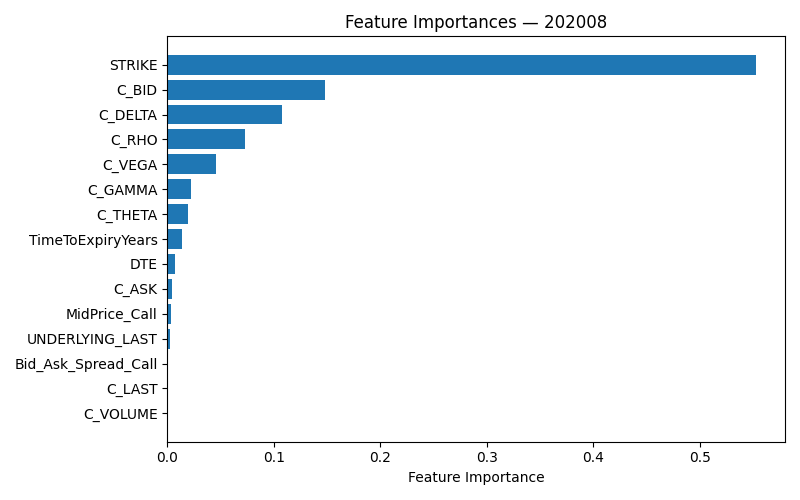 Feature Importances — 202008
STRIKE
C_BID
C_DELTA
C_RHO
C_VEGA
C_GAMMA
C_THETA
TimeToExpiryYears
DTE
C_ASK
MidPrice_Call
UNDERLYING_LAST
Bid_Ask_Spread_Call
C_LAST
C_VOLUME
0.0 0.1 0.2 0.3 0.4 0.5
Feature Importance